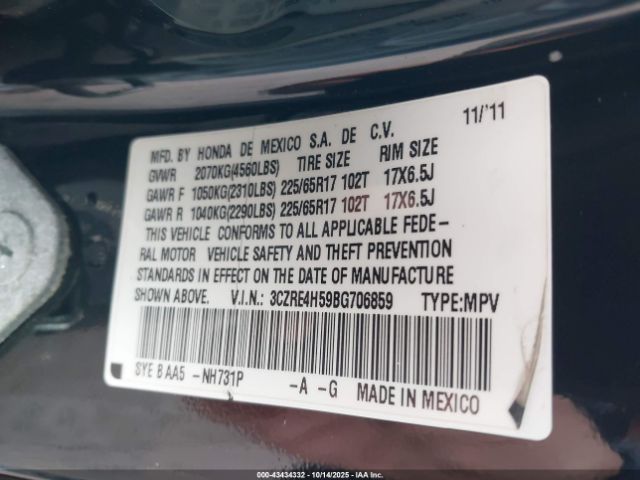 11/'11
MFD. BY HONDA DE MEXICO S.A. DE C.V.
GVWR 2070KG(4560LBS) TIRE SIZE RIM SIZE
GAWR F 1050KG(2310LBS) 225/65R17 102T 17X6.5J
GAWR R 1040KG(2290LBS) 225/65R17 102T 17X6.5J
THIS VEHICLE CONFORMS TO ALL APPLICABLE FEDE-
RAL MOTOR VEHICLE SAFETY AND THEFT PREVENTION
STANDARDS IN EFFECT ON THE DATE OF MANUFACTURE
SHOWN ABOVE. V.I.N.: 3CZRE4H59BG706859 TYPE:MPV
SYE B AA5 -NH731P -A -G MADE IN MEXICO
000-43434332 - 10/14/2025 - IAAI.com